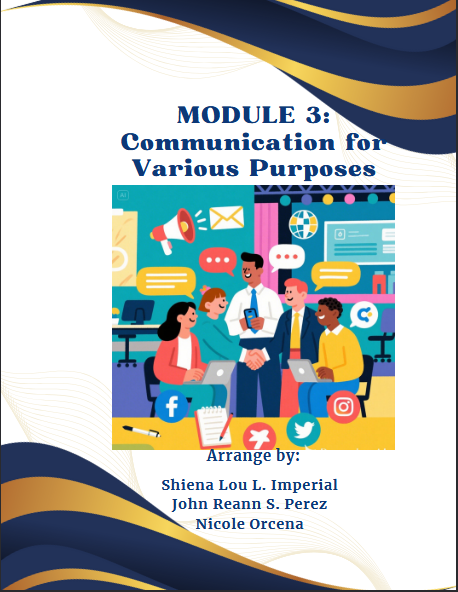 MODULE 3:
Communication for
Various Purposes
Arrange by:
Shiena Lou L. Imperial
John Reann S. Perez
Nicole Orcena